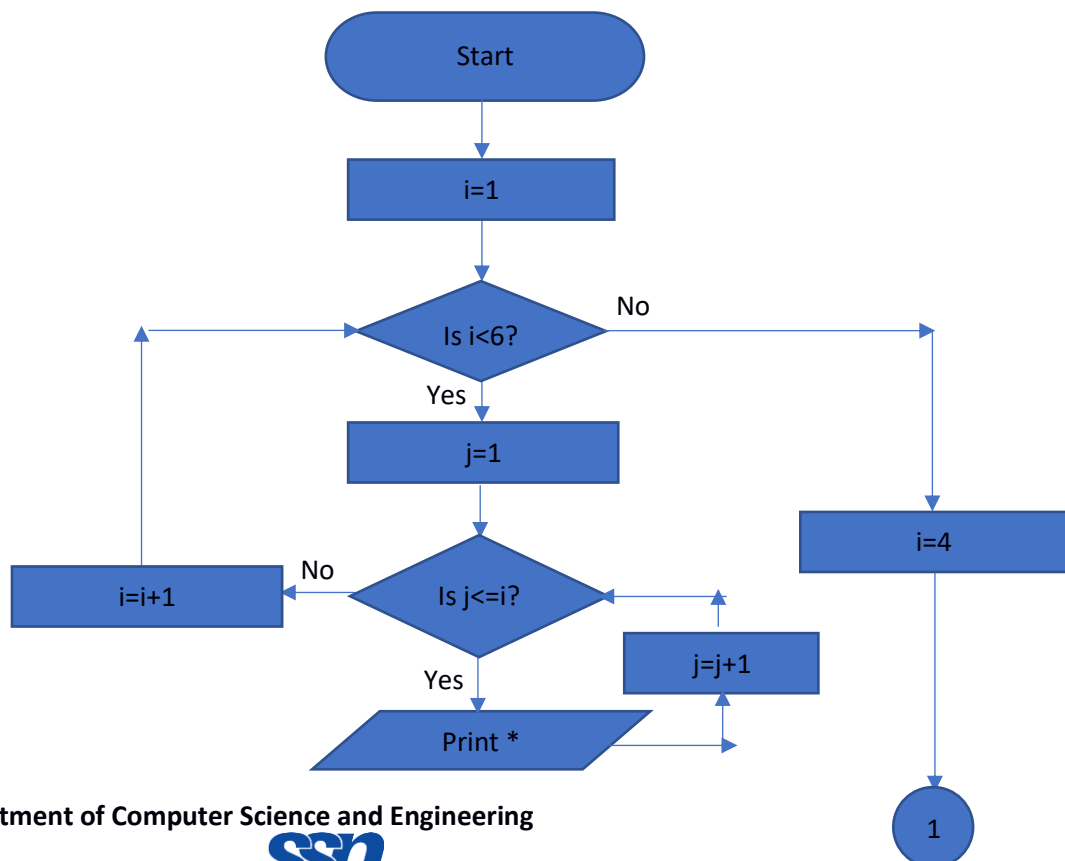 Start
i=1
Is i<6?
No
Yes
j=1
i=4
No
Is j<=i?
i=i+1
j=j+1
Yes
Print *
1
tment of Computer Science and Engineering
ssn